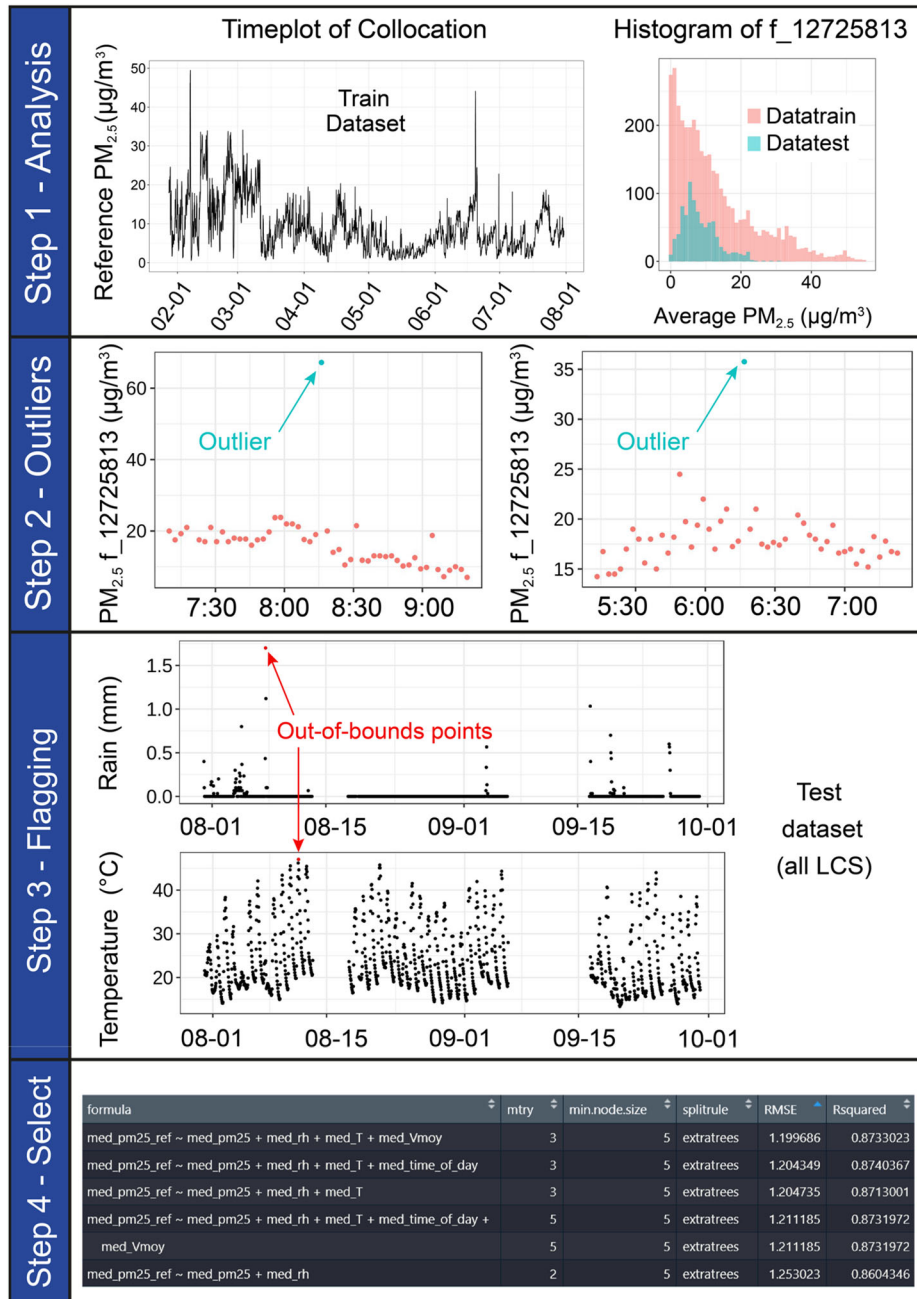 Step 1 - Analysis
Timeplot of Collocation
Reference PM2.5 (µg/m³)
50
40
30
20
10
0
Train
Dataset
02-01
03-01
04-01
05-01
06-01
07-01
08-01
Histogram of f_12725813
200
100
0
Datatrain
Datatest
0
20
40
Average PM2.5 (µg/m³)
Step 2 - Outliers
PM2.5 f_12725813 (µg/m³)
60
40
20
Outlier
7:30
8:00
8:30
9:00
PM2.5 f_12725813 (µg/m³)
35
30
25
20
15
Outlier
5:30
6:00
6:30
7:00
Step 3 - Flagging
Rain (mm)
1.5
1.0
0.5
0.0
Out-of-bounds points
08-01
08-15
09-01
09-15
10-01
Temperature (°C)
40
30
20
08-01
08-15
09-01
09-15
10-01
Test
dataset
(all LCS)
Step 4 - Select
formula mtry min.node.size splitrule RMSE Rsquared
med_pm25_ref ~ med_pm25 + med_rh + med_T + med_Vmoy 3 5 extratrees 1.199686 0.8733023
med_pm25_ref ~ med_pm25 + med_rh + med_T + med_time_of_day 3 5 extratrees 1.204349 0.8740367
med_pm25_ref ~ med_pm25 + med_rh + med_T 3 5 extratrees 1.204735 0.8713001
med_pm25_ref ~ med_pm25 + med_rh + med_T + med_time_of_day + 5 5 extratrees 1.211185 0.8731972
med_Vmoy 5 5 extratrees 1.211185 0.8731972
med_pm25_ref ~ med_pm25 + med_rh 2 5 extratrees 1.253023 0.8604346